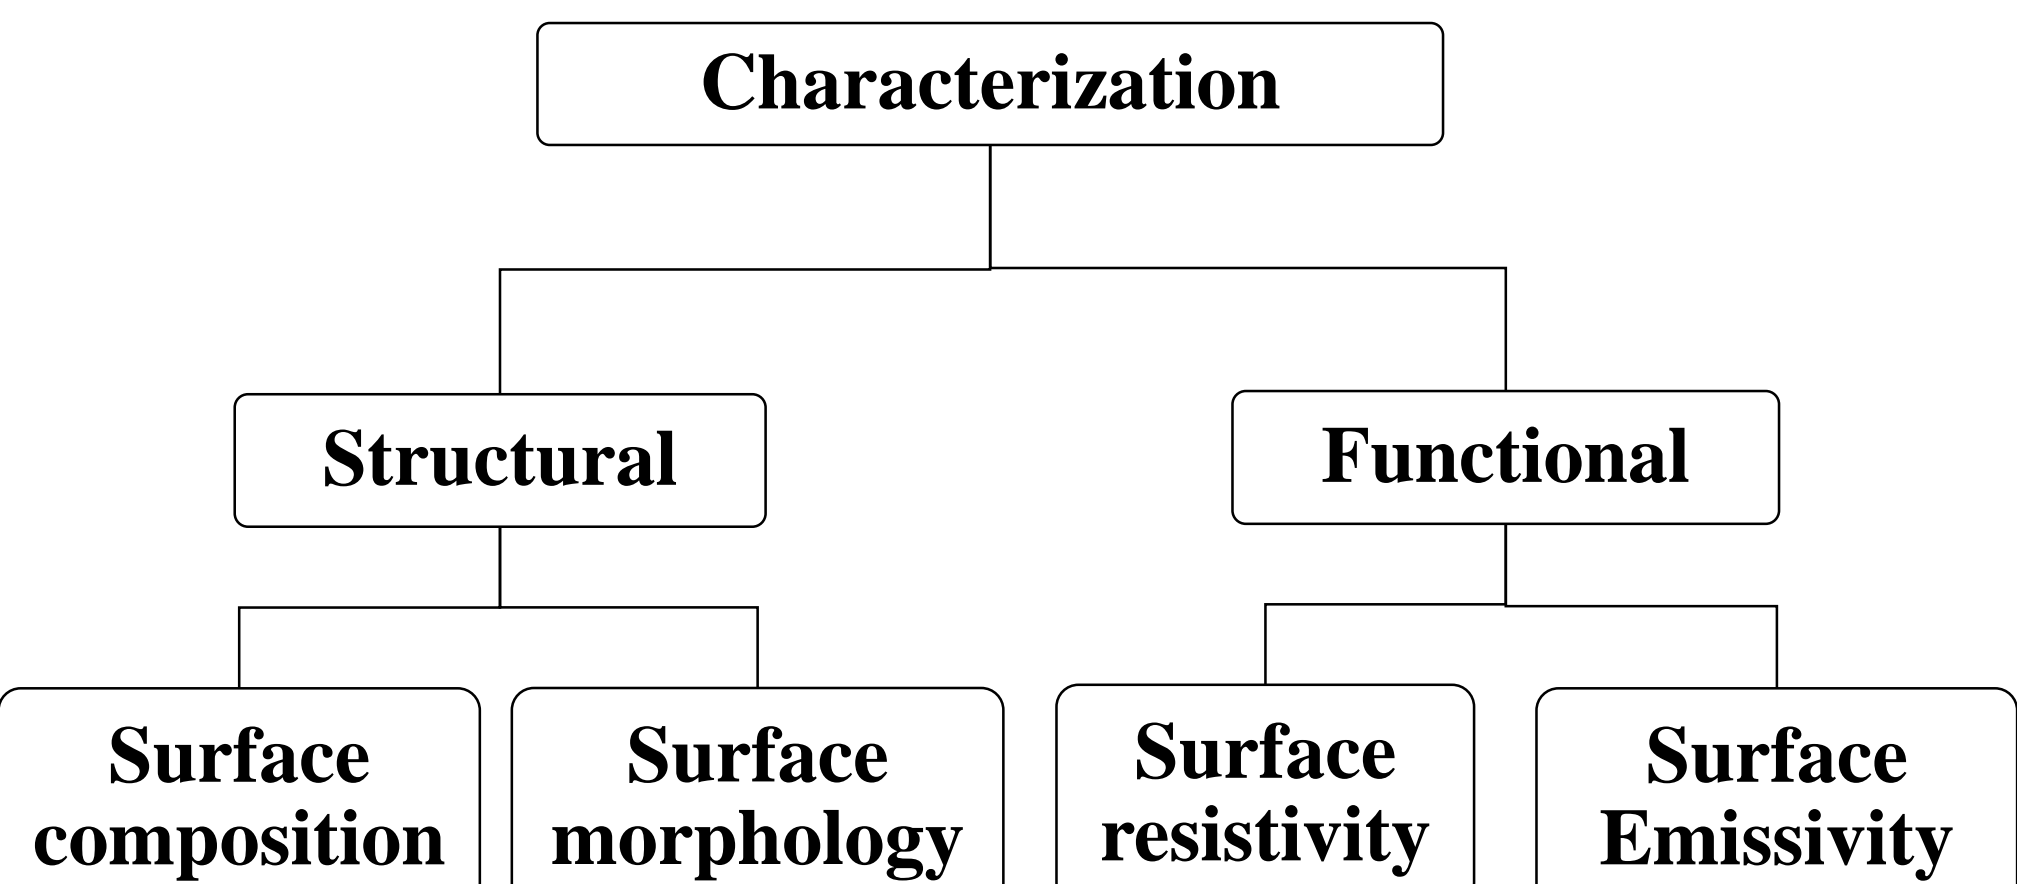 Characterization
Structural
Functional
Surface
composition
Surface
morphology
Surface
resistivity
Surface
Emissivity